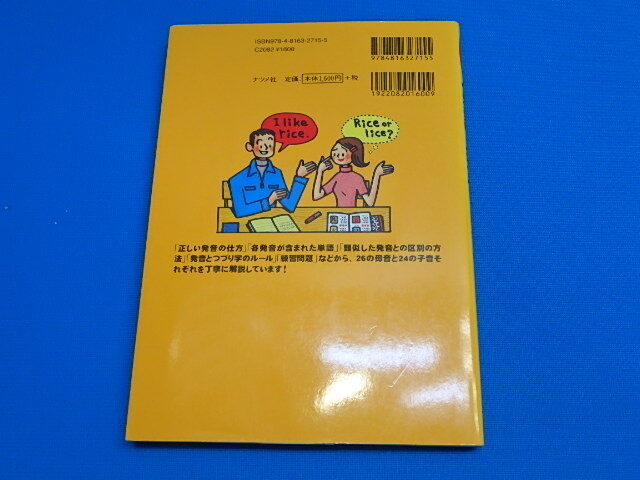 ISBN978-4-8163-2715-5
C2082 ¥1600
9784816327155
ナツメ社 定価 本体1,600円 +税
1922082016009
I like
rice.
Rice or
lice?
「正しい発音の仕方」「各発音が含まれた単語」「類似した発音との区別の方
法」「発音とつづり字のルール」「練習問題」などから、26の母音と24の子音そ
れぞれを丁寧に解説しています!